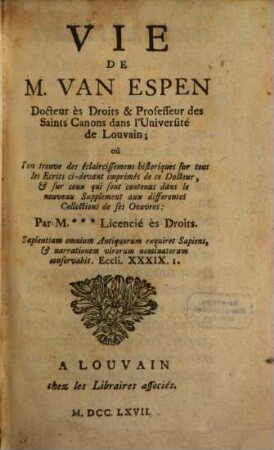 VIE
DE
M. VAN ESPEN
Docteur ès Droits & Professeur des
Saints Canons dans l'Université
de Louvain;
où
l'on trouve des éclaircissemens historiques sur tous
les Ecrits ci-devant imprimés de ce Docteur,
& sur ceux qui sont contenus dans le
nouveau Supplement aux differentes
Collections de ses Oeuvres:
Par M. *** Licencié ès Droits.
Sapientiam omnium Antiquorum exquiret Sapiens,
& narrationem virorum nominatorum
conservabit. Eccli. XXXIX. 1.
A LOUVAIN
chez les Libraires associés.
M. DCC. LXVII.